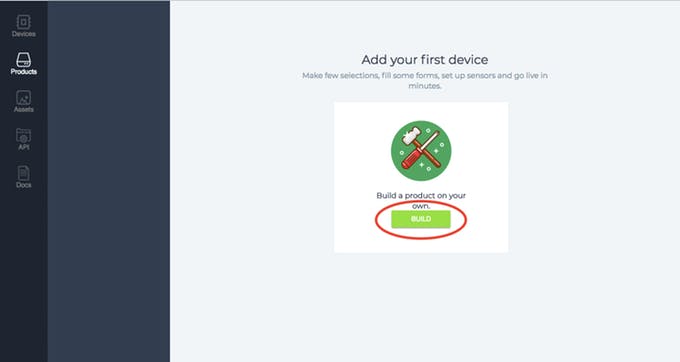 Devices
Products
Assets
API
Docs
Add your first device
Make few selections, fill some forms, set up sensors and go live in
minutes.
Build a product on your
own.
BUILD